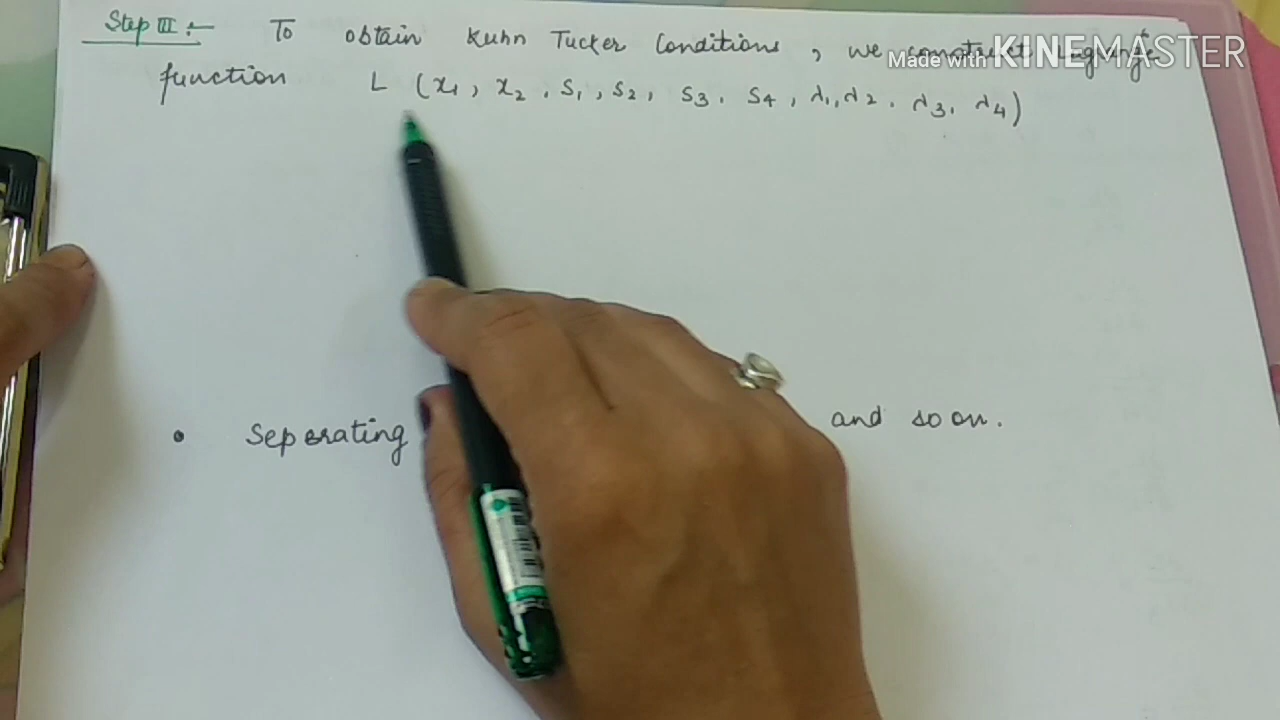 Step III :- To obtain Kuhn Tucker Conditions, we construct
Made with KINEMASTER
function L (x₁, x₂, S₁, S₂, S₃, S₄, λ₁, λ₂, λ₃, λ₄)
• Seperating and so on.